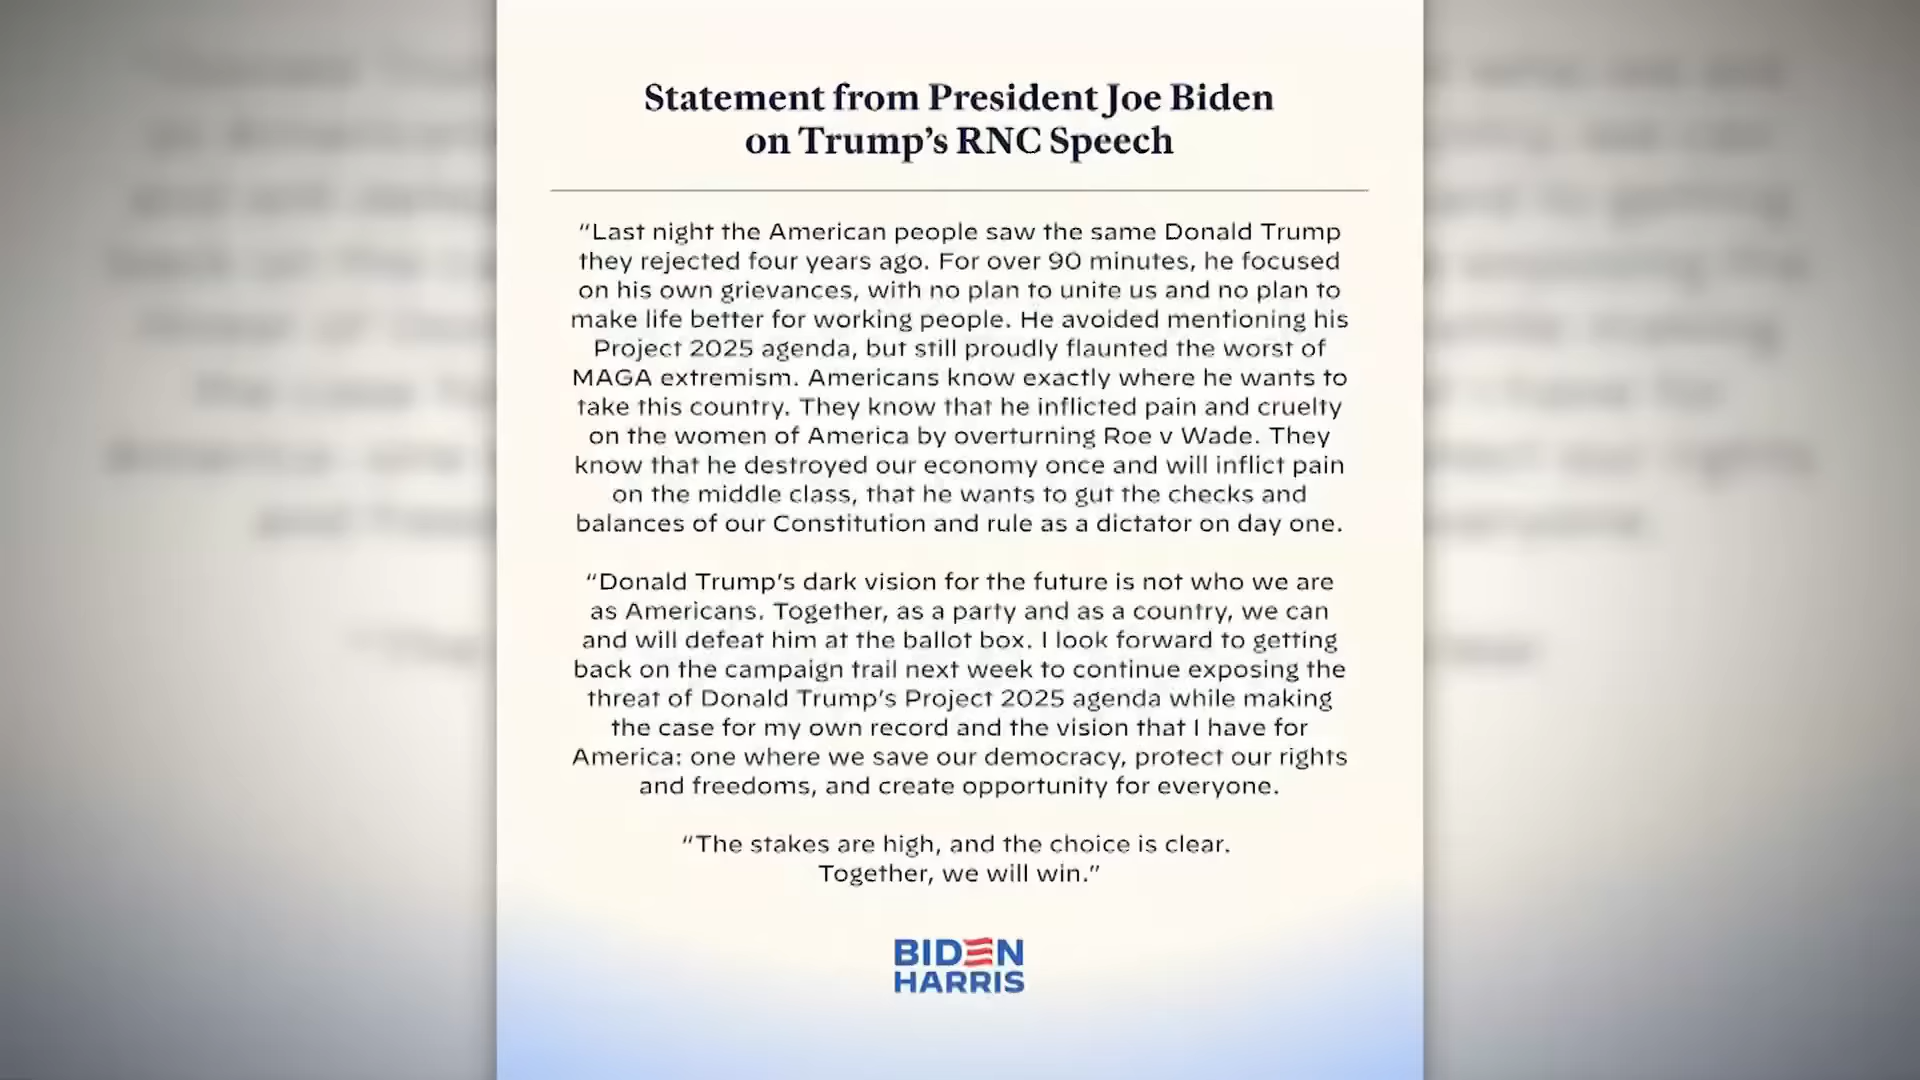 Statement from President Joe Biden
on Trump’s RNC Speech
“Last night the American people saw the same Donald Trump
they rejected four years ago. For over 90 minutes, he focused
on his own grievances, with no plan to unite us and no plan to
make life better for working people. He avoided mentioning his
Project 2025 agenda, but still proudly flaunted the worst of
MAGA extremism. Americans know exactly where he wants to
take this country. They know that he inflicted pain and cruelty
on the women of America by overturning Roe v Wade. They
know that he destroyed our economy once and will inflict pain
on the middle class, that he wants to gut the checks and
balances of our Constitution and rule as a dictator on day one.
“Donald Trump’s dark vision for the future is not who we are
as Americans. Together, as a party and as a country, we can
and will defeat him at the ballot box. I look forward to getting
back on the campaign trail next week to continue exposing the
threat of Donald Trump’s Project 2025 agenda while making
the case for my own record and the vision that I have for
America: one where we save our democracy, protect our rights
and freedoms, and create opportunity for everyone.
“The stakes are high, and the choice is clear.
Together, we will win.”
BIDEN
HARRIS